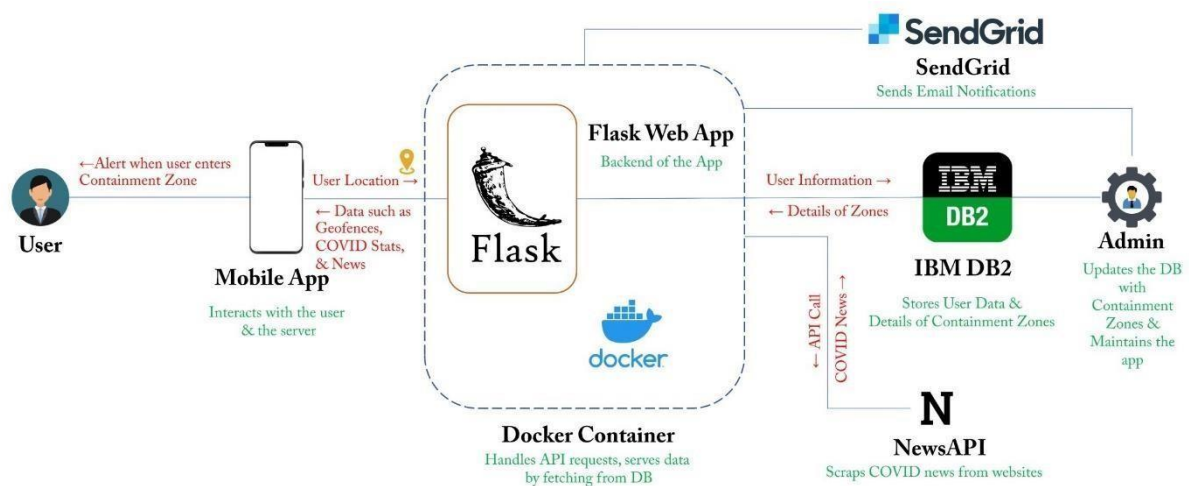 SendGrid
SendGrid
Sends Email Notifications
Flask Web App
Backend of the App
←Alert when user enters
Containment Zone
User Location →
← Data such as
Geofences,
COVID Stats,
& News
User
Mobile App
Interacts with the user
& the server
Flask
docker
User Information →
← Details of Zones
IBM
DB2
IBM DB2
Stores User Data &
Details of Containment Zones
Admin
Updates the DB
with
Containment
Zones &
Maintains the
app
← API Call
COVID News →
Docker Container
Handles API requests, serves data
by fetching from DB
N
NewsAPI
Scraps COVID news from websites